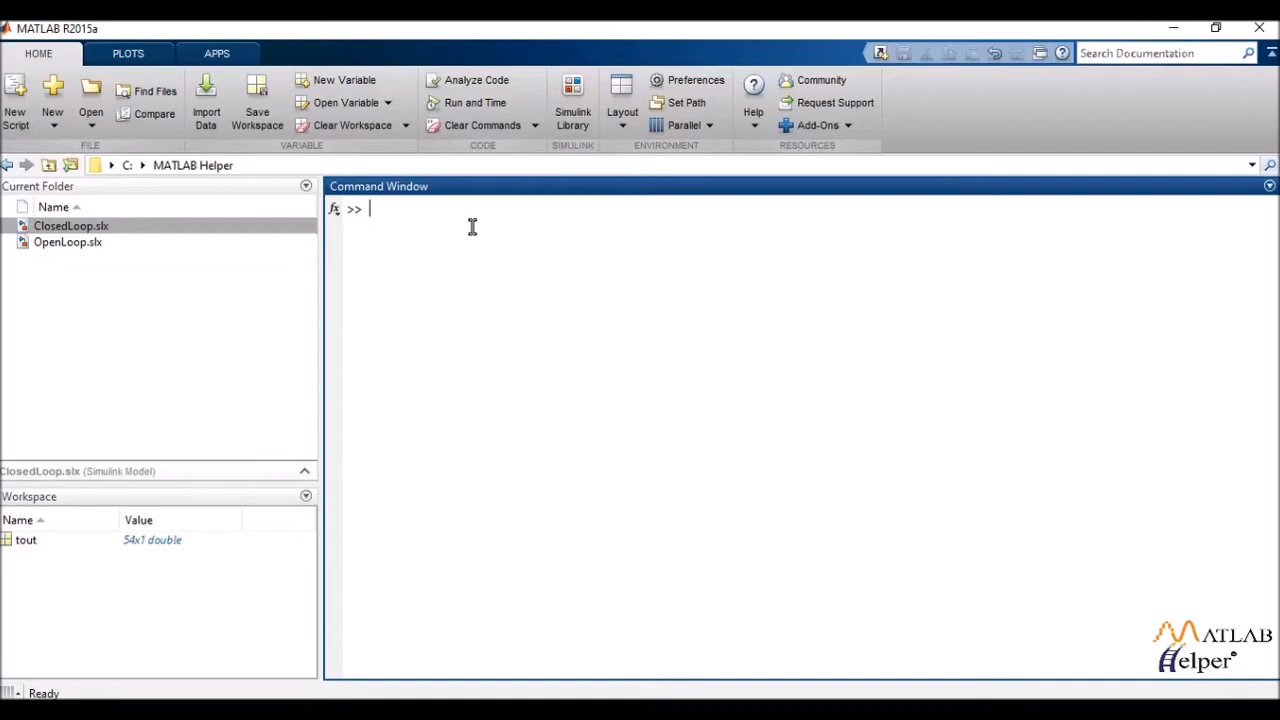 MATLAB R2015a
HOME PLOTS APPS Search Documentation
New Script New Open Find Files Compare Import Data Save Workspace New Variable Open Variable Clear Workspace Analyze Code Run and Time Clear Commands Simulink Library Layout Preferences Set Path Parallel Help Community Request Support Add-Ons
FILE VARIABLE CODE SIMULINK ENVIRONMENT RESOURCES
C: MATLAB Helper
Current Folder
Name
ClosedLoop.slx
OpenLoop.slx
ClosedLoop.slx (Simulink Model)
Workspace
Name Value
tout 54x1 double
Command Window
fx >>
MATLAB
Helper
Ready